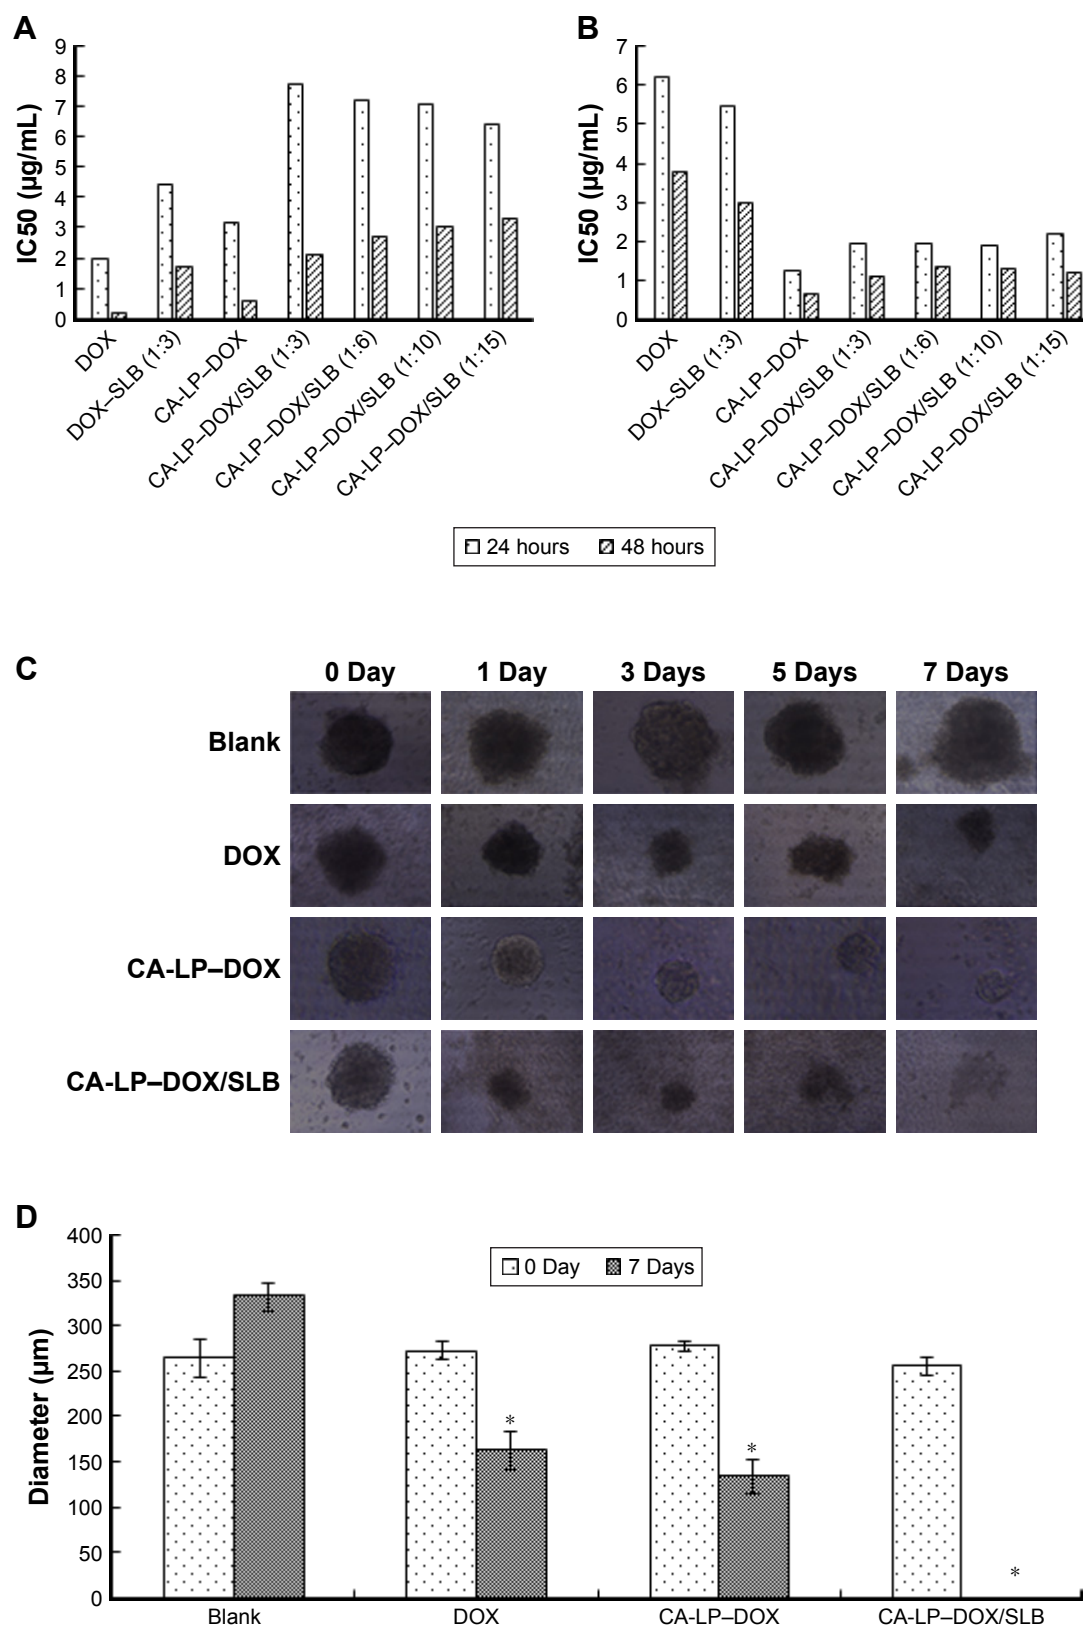 A
B
9
8
7
6
5
4
3
2
1
0
IC50 (µg/mL)
DOX
DOX–SLB (1:3)
CA-LP–DOX
CA-LP–DOX/SLB (1:3)
CA-LP–DOX/SLB (1:6)
CA-LP–DOX/SLB (1:10)
CA-LP–DOX/SLB (1:15)
7
6
5
4
3
2
1
0
IC50 (µg/mL)
DOX
DOX–SLB (1:3)
CA-LP–DOX
CA-LP–DOX/SLB (1:3)
CA-LP–DOX/SLB (1:6)
CA-LP–DOX/SLB (1:10)
CA-LP–DOX/SLB (1:15)
24 hours 48 hours
C
0 Day 1 Day 3 Days 5 Days 7 Days
Blank
DOX
CA-LP–DOX
CA-LP–DOX/SLB
D
400
350
300
250
200
150
100
50
0
Diameter (µm)
0 Day 7 Days
*
*
*
Blank DOX CA-LP–DOX CA-LP–DOX/SLB